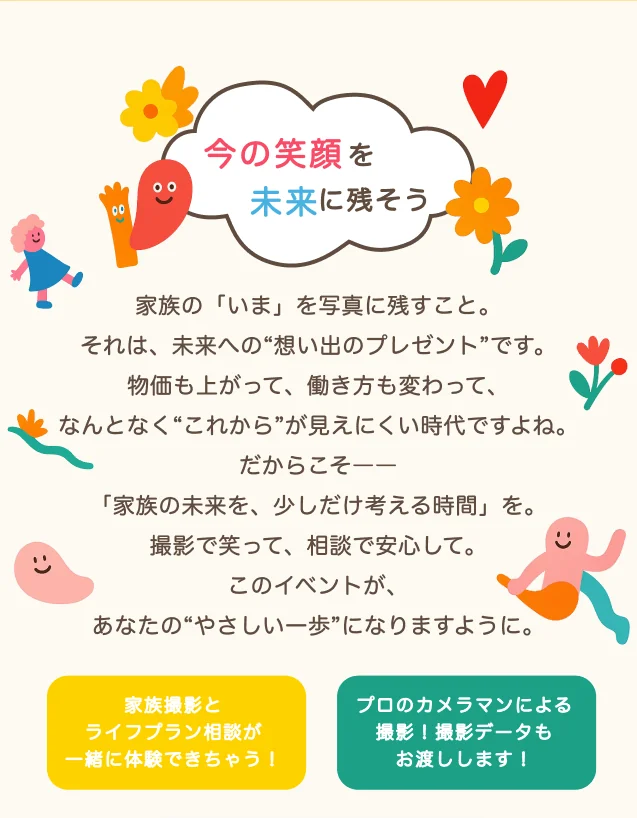 今の笑顔を
未来に残そう
家族の「いま」を写真に残すこと。
それは、未来への“想い出のプレゼント”です。
物価も上がって、働き方も変わって、
なんとなく“これから”が見えにくい時代ですよね。
だからこそ——
「家族の未来を、少しだけ考える時間」を。
撮影で笑って、相談で安心して。
このイベントが、
あなたの“やさしい一歩”になりますように。
家族撮影と
ライフプラン相談が
一緒に体験できちゃう！
プロのカメラマンによる
撮影！撮影データも
お渡しします！